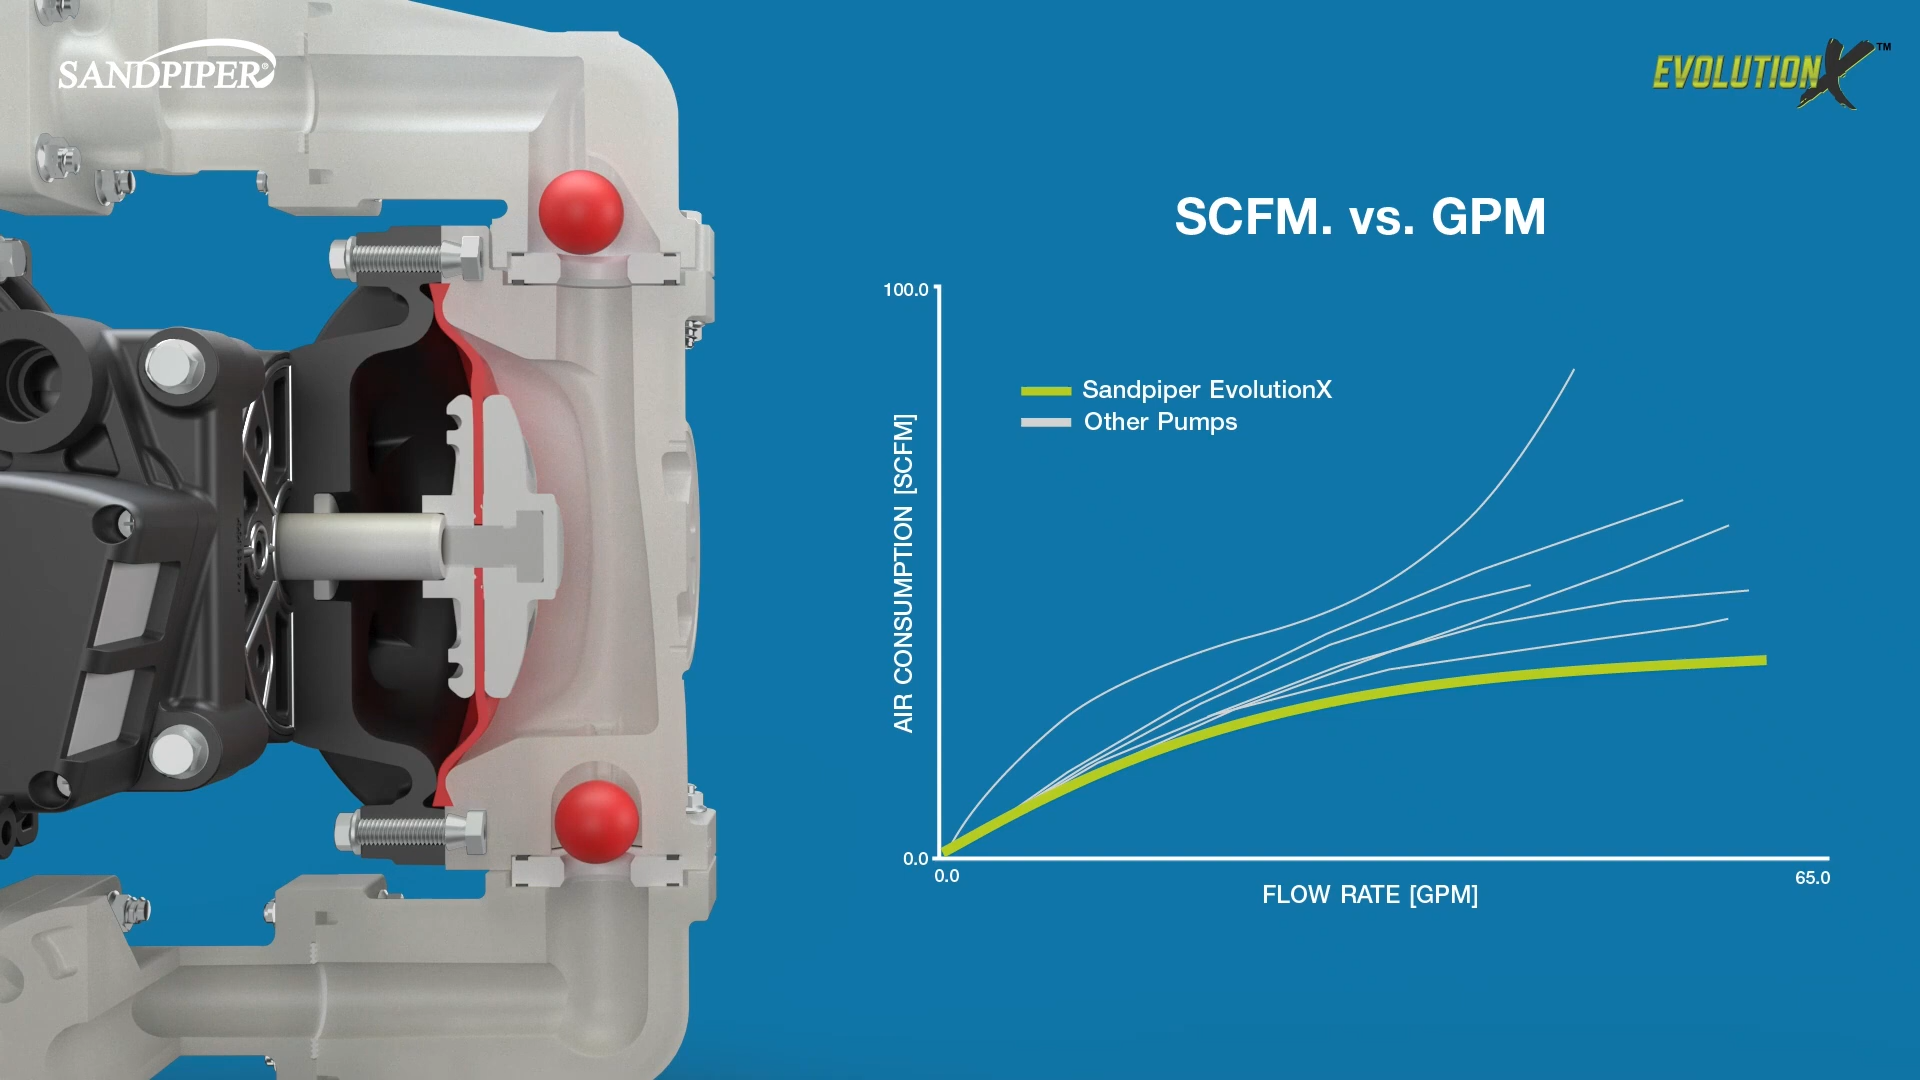 SANDPIPER®
EVOLUTIONX™
SCFM. vs. GPM
100.0
Sandpiper EvolutionX
Other Pumps
AIR CONSUMPTION [SCFM]
0.0
0.0
65.0
FLOW RATE [GPM]